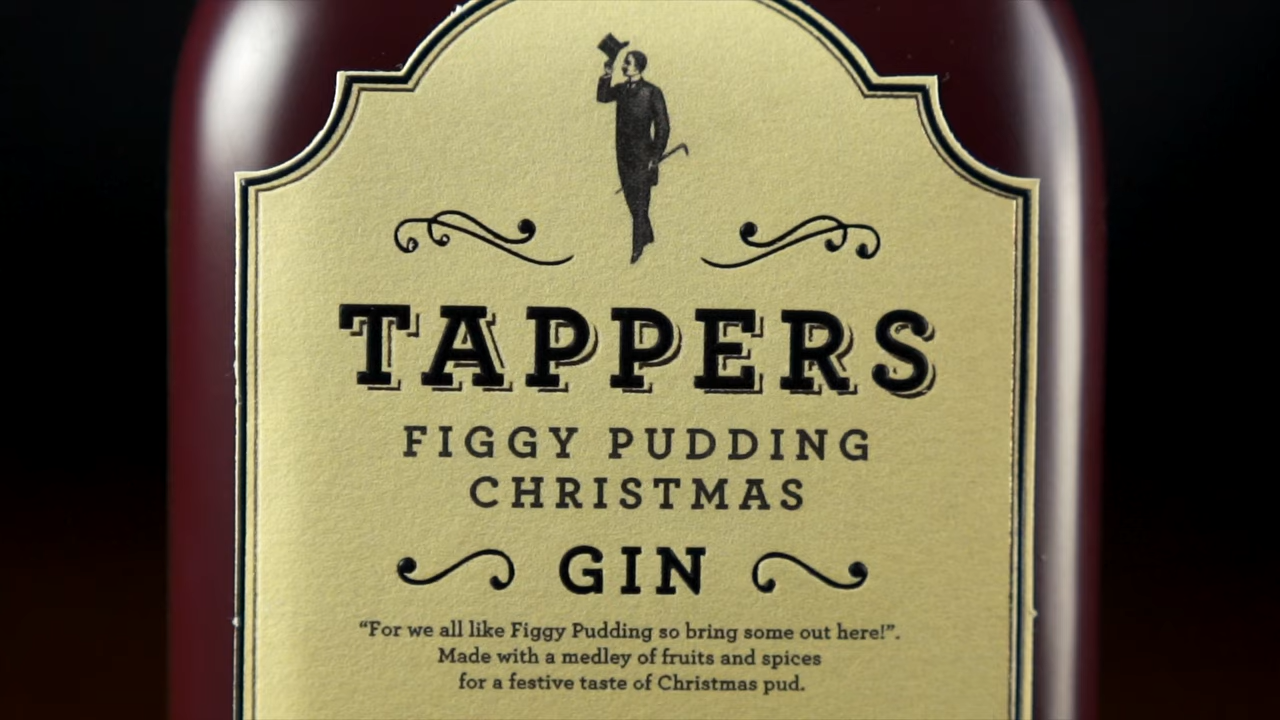 TAPPERS
FIGGY PUDDING
CHRISTMAS
GIN
“For we all like Figgy Pudding so bring some out here!”.
Made with a medley of fruits and spices
for a festive taste of Christmas pud.